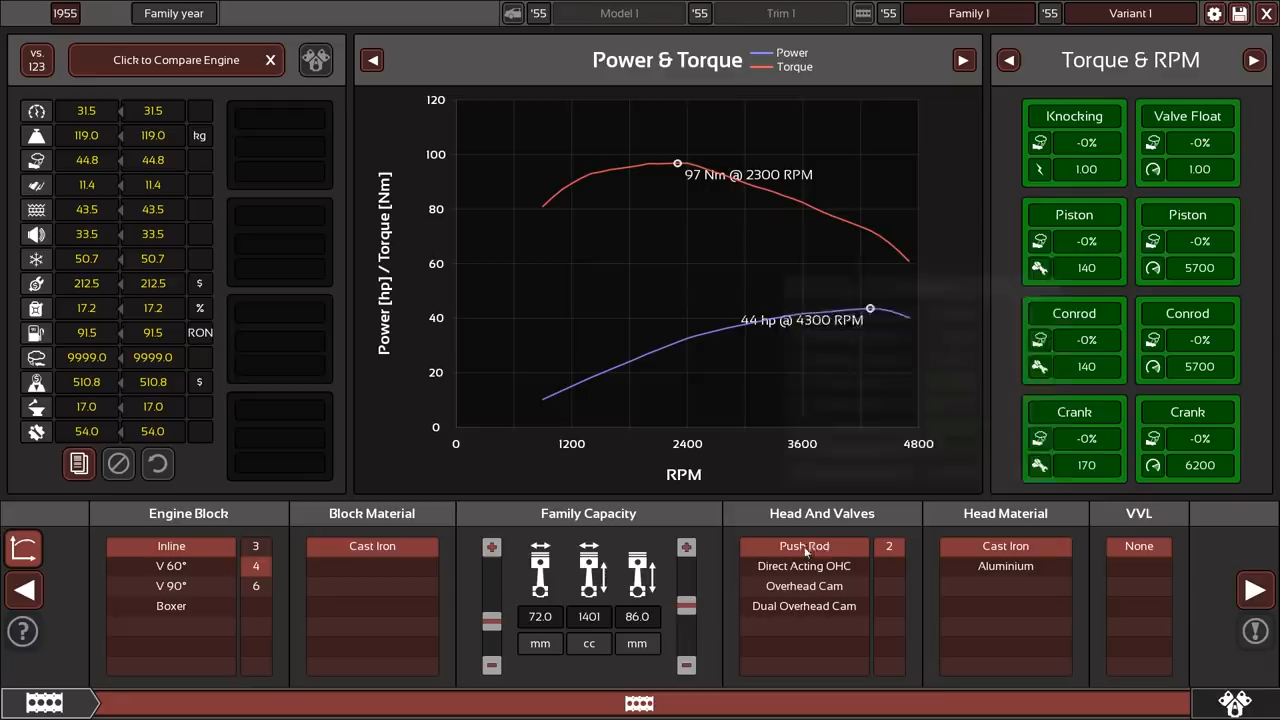 1955
Family year
'55
Model 1
'55
Trim 1
'55
Family 1
'55
Variant 1
X
vs.
123
Click to Compare Engine
X
31.5 31.5
119.0 119.0 kg
44.8 44.8
11.4 11.4
43.5 43.5
33.5 33.5
50.7 50.7
212.5 212.5 $
17.2 17.2 %
91.5 91.5 RON
9999.0 9999.0
510.8 510.8 $
17.0 17.0
54.0 54.0
Power & Torque
Power
Torque
Power [hp] / Torque [Nm]
120
100
80
60
40
20
0
97 Nm @ 2300 RPM
44 hp @ 4300 RPM
0 1200 2400 3600 4800
RPM
Torque & RPM
Knocking Valve Float
-0% -0%
1.00 1.00
Piston Piston
-0% -0%
140 5700
Conrod Conrod
-0% -0%
140 5700
Crank Crank
-0% -0%
170 6200
Engine Block
Inline 3
V 60° 4
V 90° 6
Boxer
Block Material
Cast Iron
Family Capacity
72.0 1401 86.0
mm cc mm
Head And Valves
Push Rod 2
Direct Acting OHC
Overhead Cam
Dual Overhead Cam
Head Material
Cast Iron
Aluminium
VVL
None